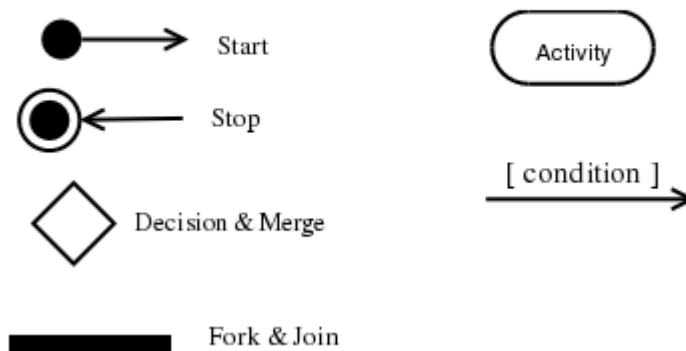 Start
Activity
Stop
[ condition ]
Decision & Merge
Fork & Join